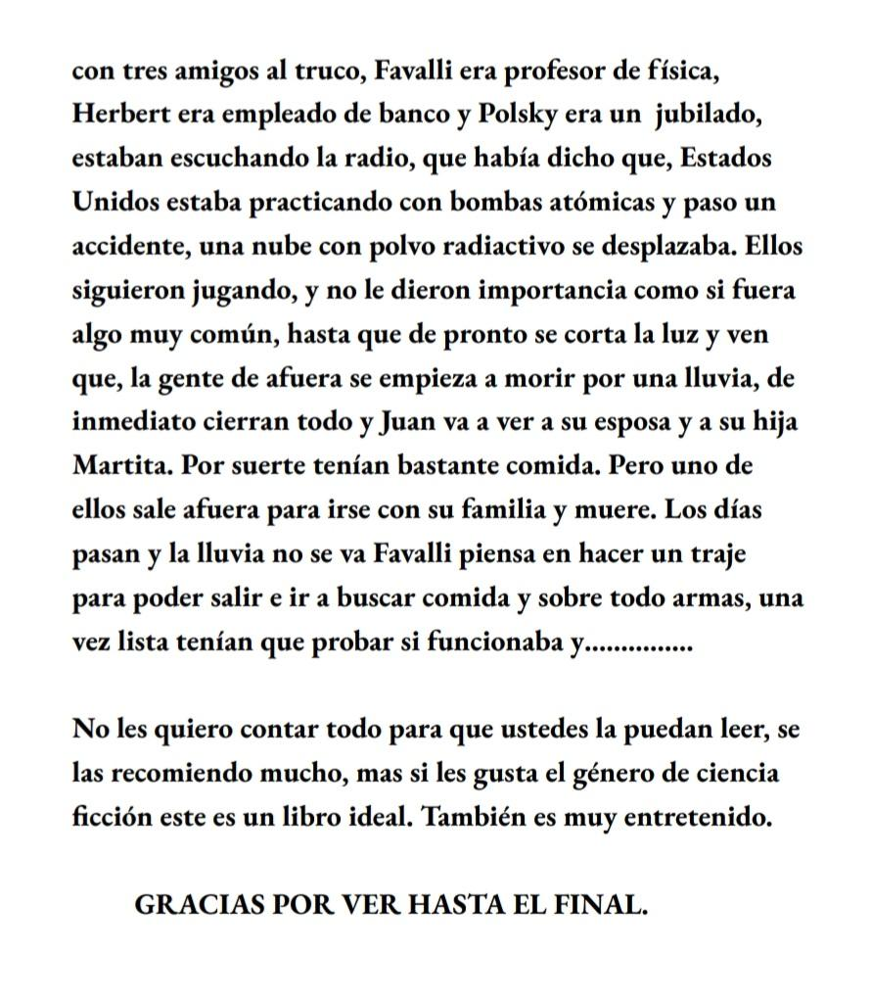 con tres amigos al truco, Favalli era profesor de física,
Herbert era empleado de banco y Polsky era un  jubilado,
estaban escuchando la radio, que había dicho que, Estados
Unidos estaba practicando con bombas atómicas y paso un
accidente, una nube con polvo radiactivo se desplazaba. Ellos
siguieron jugando, y no le dieron importancia como si fuera
algo muy común, hasta que de pronto se corta la luz y ven
que, la gente de afuera se empieza a morir por una lluvia, de
inmediato cierran todo y Juan va a ver a su esposa y a su hija
Martita. Por suerte tenían bastante comida. Pero uno de
ellos sale afuera para irse con su familia y muere. Los días
pasan y la lluvia no se va Favalli piensa en hacer un traje
para poder salir e ir a buscar comida y sobre todo armas, una
vez lista tenían que probar si funcionaba y...............
No les quiero contar todo para que ustedes la puedan leer, se
las recomiendo mucho, mas si les gusta el género de ciencia
ficción este es un libro ideal. También es muy entretenido.
GRACIAS POR VER HASTA EL FINAL.